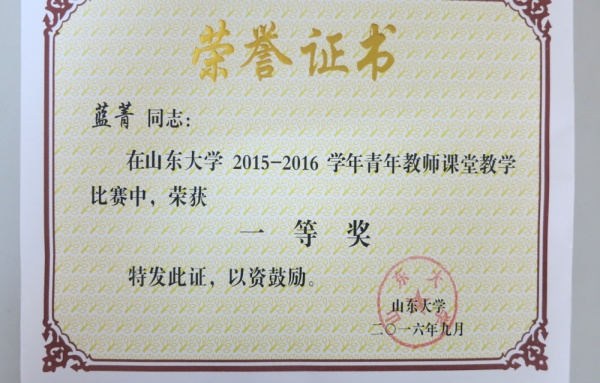 荣誉证书
蓝菁 同志：
在山东大学 2015-2016 学年青年教师课堂教学
比赛中，荣获
一 等 奖
特发此证，以资鼓励。
山东大学
二〇一六年九月